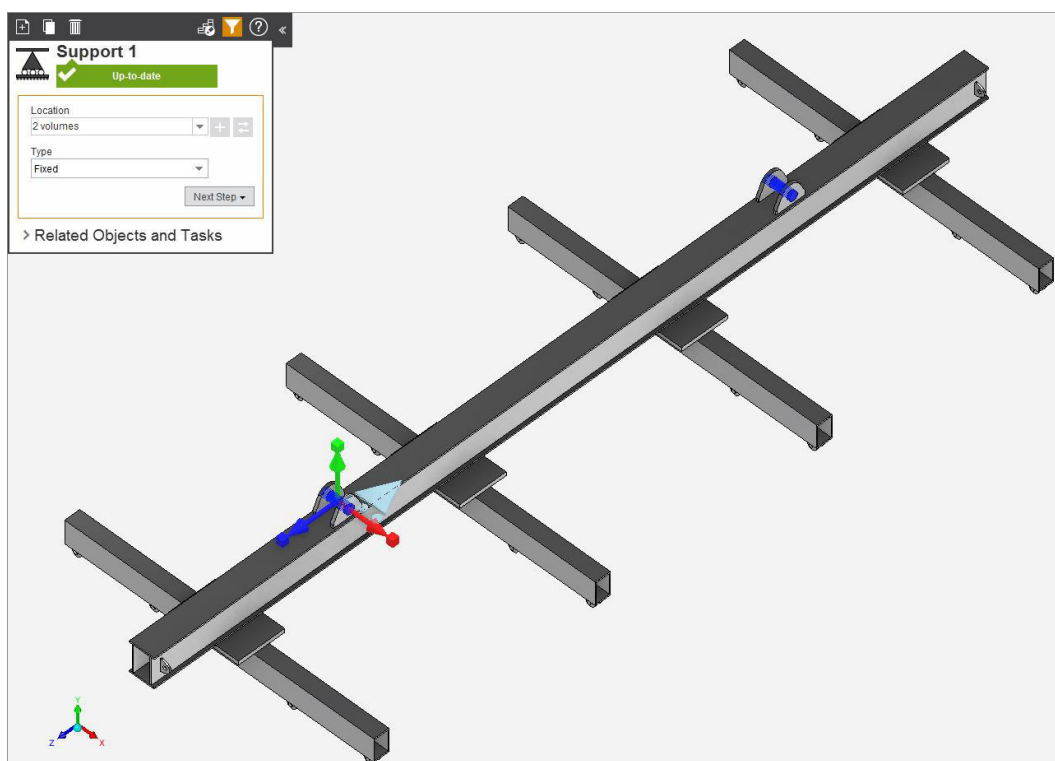 Support 1
Up-to-date
Location
2 volumes
Type
Fixed
Next Step
> Related Objects and Tasks
Y
Z
X